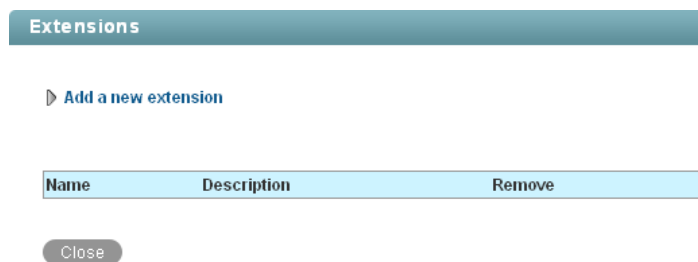 Extensions
Add a new extension
Name Description Remove
Close